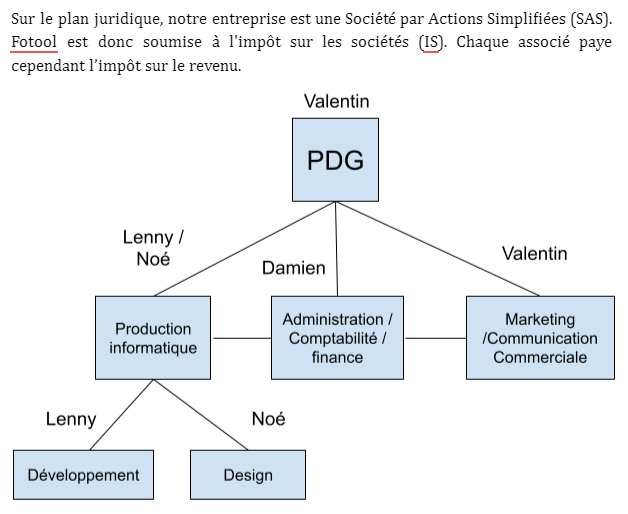 Sur le plan juridique, notre entreprise est une Société par Actions Simplifiées (SAS).
Fotool est donc soumise à l'impôt sur les sociétés (IS). Chaque associé paye
cependant l’impôt sur le revenu.
Valentin
PDG
Lenny /
Noé
Damien
Valentin
Production
informatique
Administration /
Comptabilité /
finance
Marketing
/Communication
Commerciale
Lenny
Noé
Développement
Design